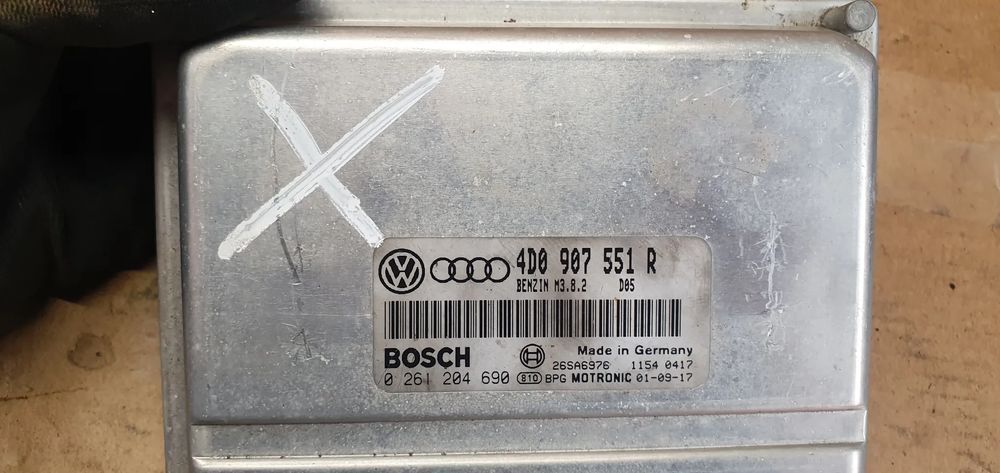 4D0 907 551 R
BENZIN M3.8.2 D05
BOSCH
Made in Germany
26SA6976 1154 0417
0 261 204 690 810 BPG MOTRONIC 01-09-17